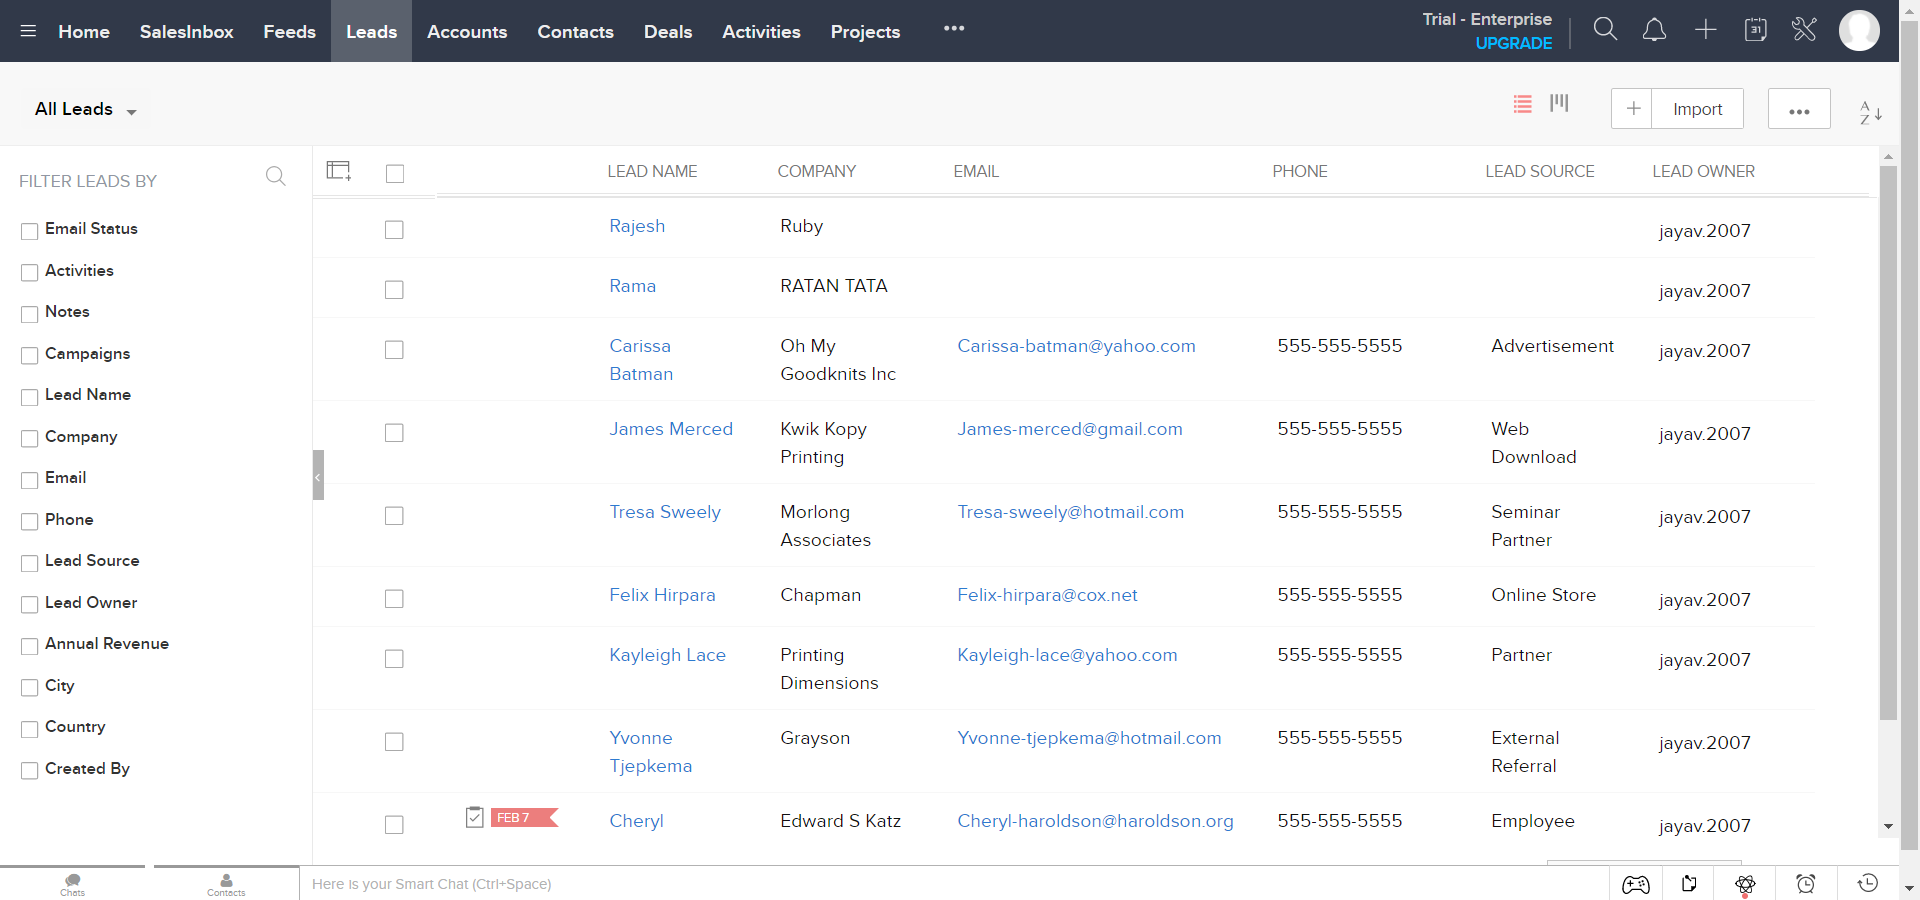 Home SalesInbox Feeds Leads Accounts Contacts Deals Activities Projects •••
Trial - Enterprise
UPGRADE
31
All Leads
Import
•••
A
Z
FILTER LEADS BY
Email Status
Activities
Notes
Campaigns
Lead Name
Company
Email
Phone
Lead Source
Lead Owner
Annual Revenue
City
Country
Created By
LEAD NAME COMPANY EMAIL PHONE LEAD SOURCE LEAD OWNER
Rajesh Ruby jayav.2007
Rama RATAN TATA jayav.2007
Carissa Oh My Carissa-batman@yahoo.com 555-555-5555 Advertisement jayav.2007
Batman Goodknits Inc
James Merced Kwik Kopy James-merced@gmail.com 555-555-5555 Web jayav.2007
Printing Download
Tresa Sweely Morlong Tresa-sweely@hotmail.com 555-555-5555 Seminar jayav.2007
Associates Partner
Felix Hirpara Chapman Felix-hirpara@cox.net 555-555-5555 Online Store jayav.2007
Kayleigh Lace Printing Kayleigh-lace@yahoo.com 555-555-5555 Partner jayav.2007
Dimensions
Yvonne Grayson Yvonne-tjepkema@hotmail.com 555-555-5555 External jayav.2007
Tjepkema Referral
FEB 7 Cheryl Edward S Katz Cheryl-haroldson@haroldson.org 555-555-5555 Employee jayav.2007
Chats
Contacts
Here is your Smart Chat (Ctrl+Space)